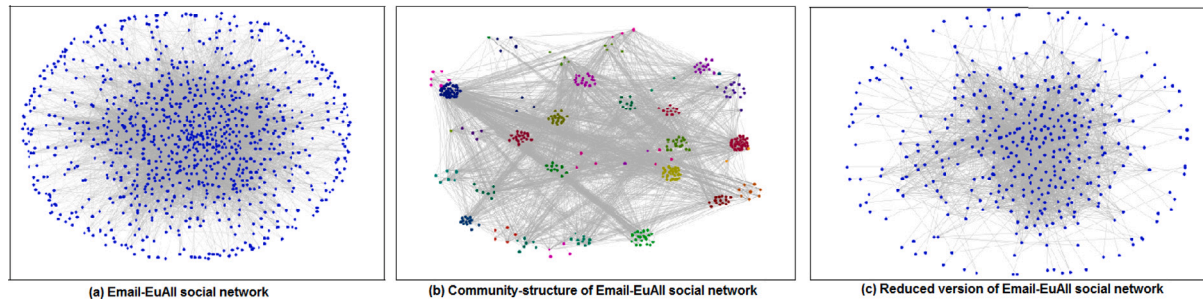 (a) Email-EuAll social network
(b) Community-structure of Email-EuAll social network
(c) Reduced version of Email-EuAll social network